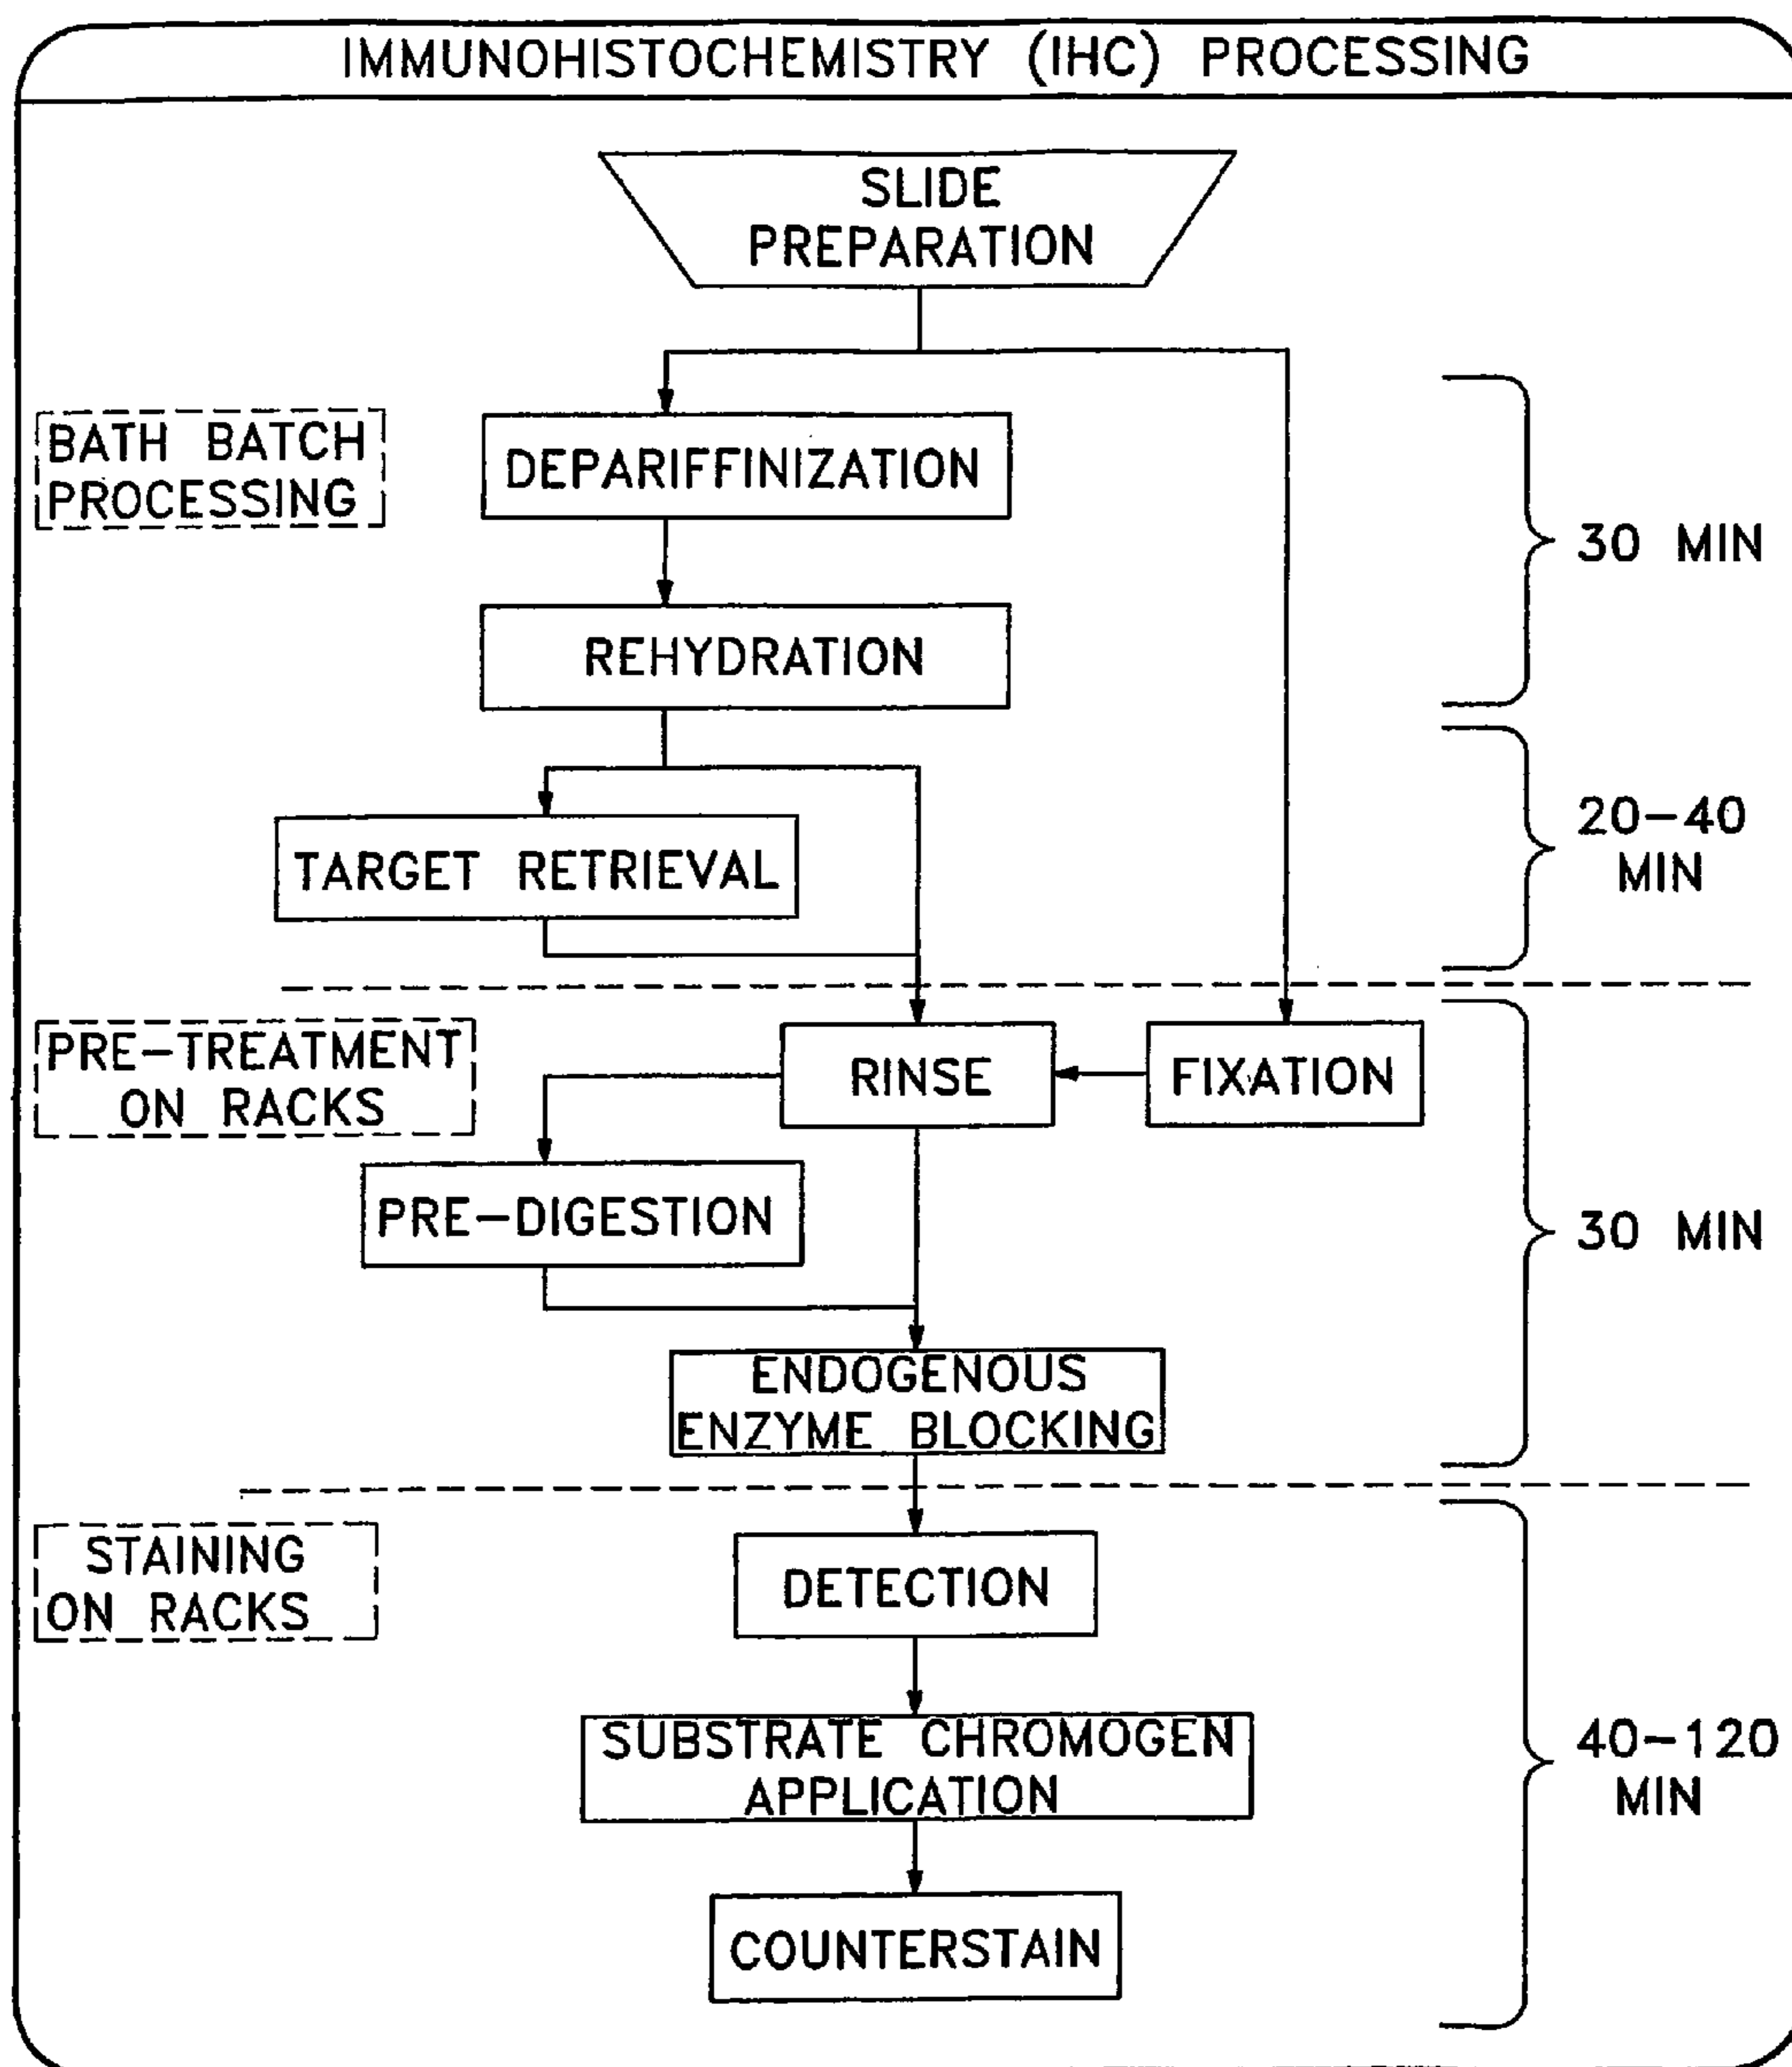 IMMUNOHISTOCHEMISTRY (IHC) PROCESSING
SLIDE
PREPARATION
BATH BATCH
PROCESSING
DEPARIFFINIZATION
30 MIN
REHYDRATION
TARGET RETRIEVAL
20-40
MIN
PRE-TREATMENT
ON RACKS
RINSE
FIXATION
PRE-DIGESTION
30 MIN
ENDOGENOUS
ENZYME BLOCKING
STAINING
ON RACKS
DETECTION
SUBSTRATE CHROMOGEN
APPLICATION
40-120
MIN
COUNTERSTAIN